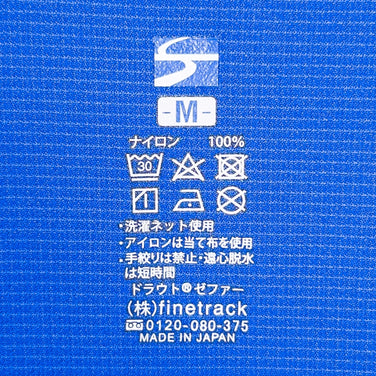 -M-
ナイロン 100%
30
・洗濯ネット使用
・アイロンは当て布を使用
・手絞りは禁止・遠心脱水
は短時間
ドラウト®ゼファー
(株)finetrack
0120-080-375
MADE IN JAPAN